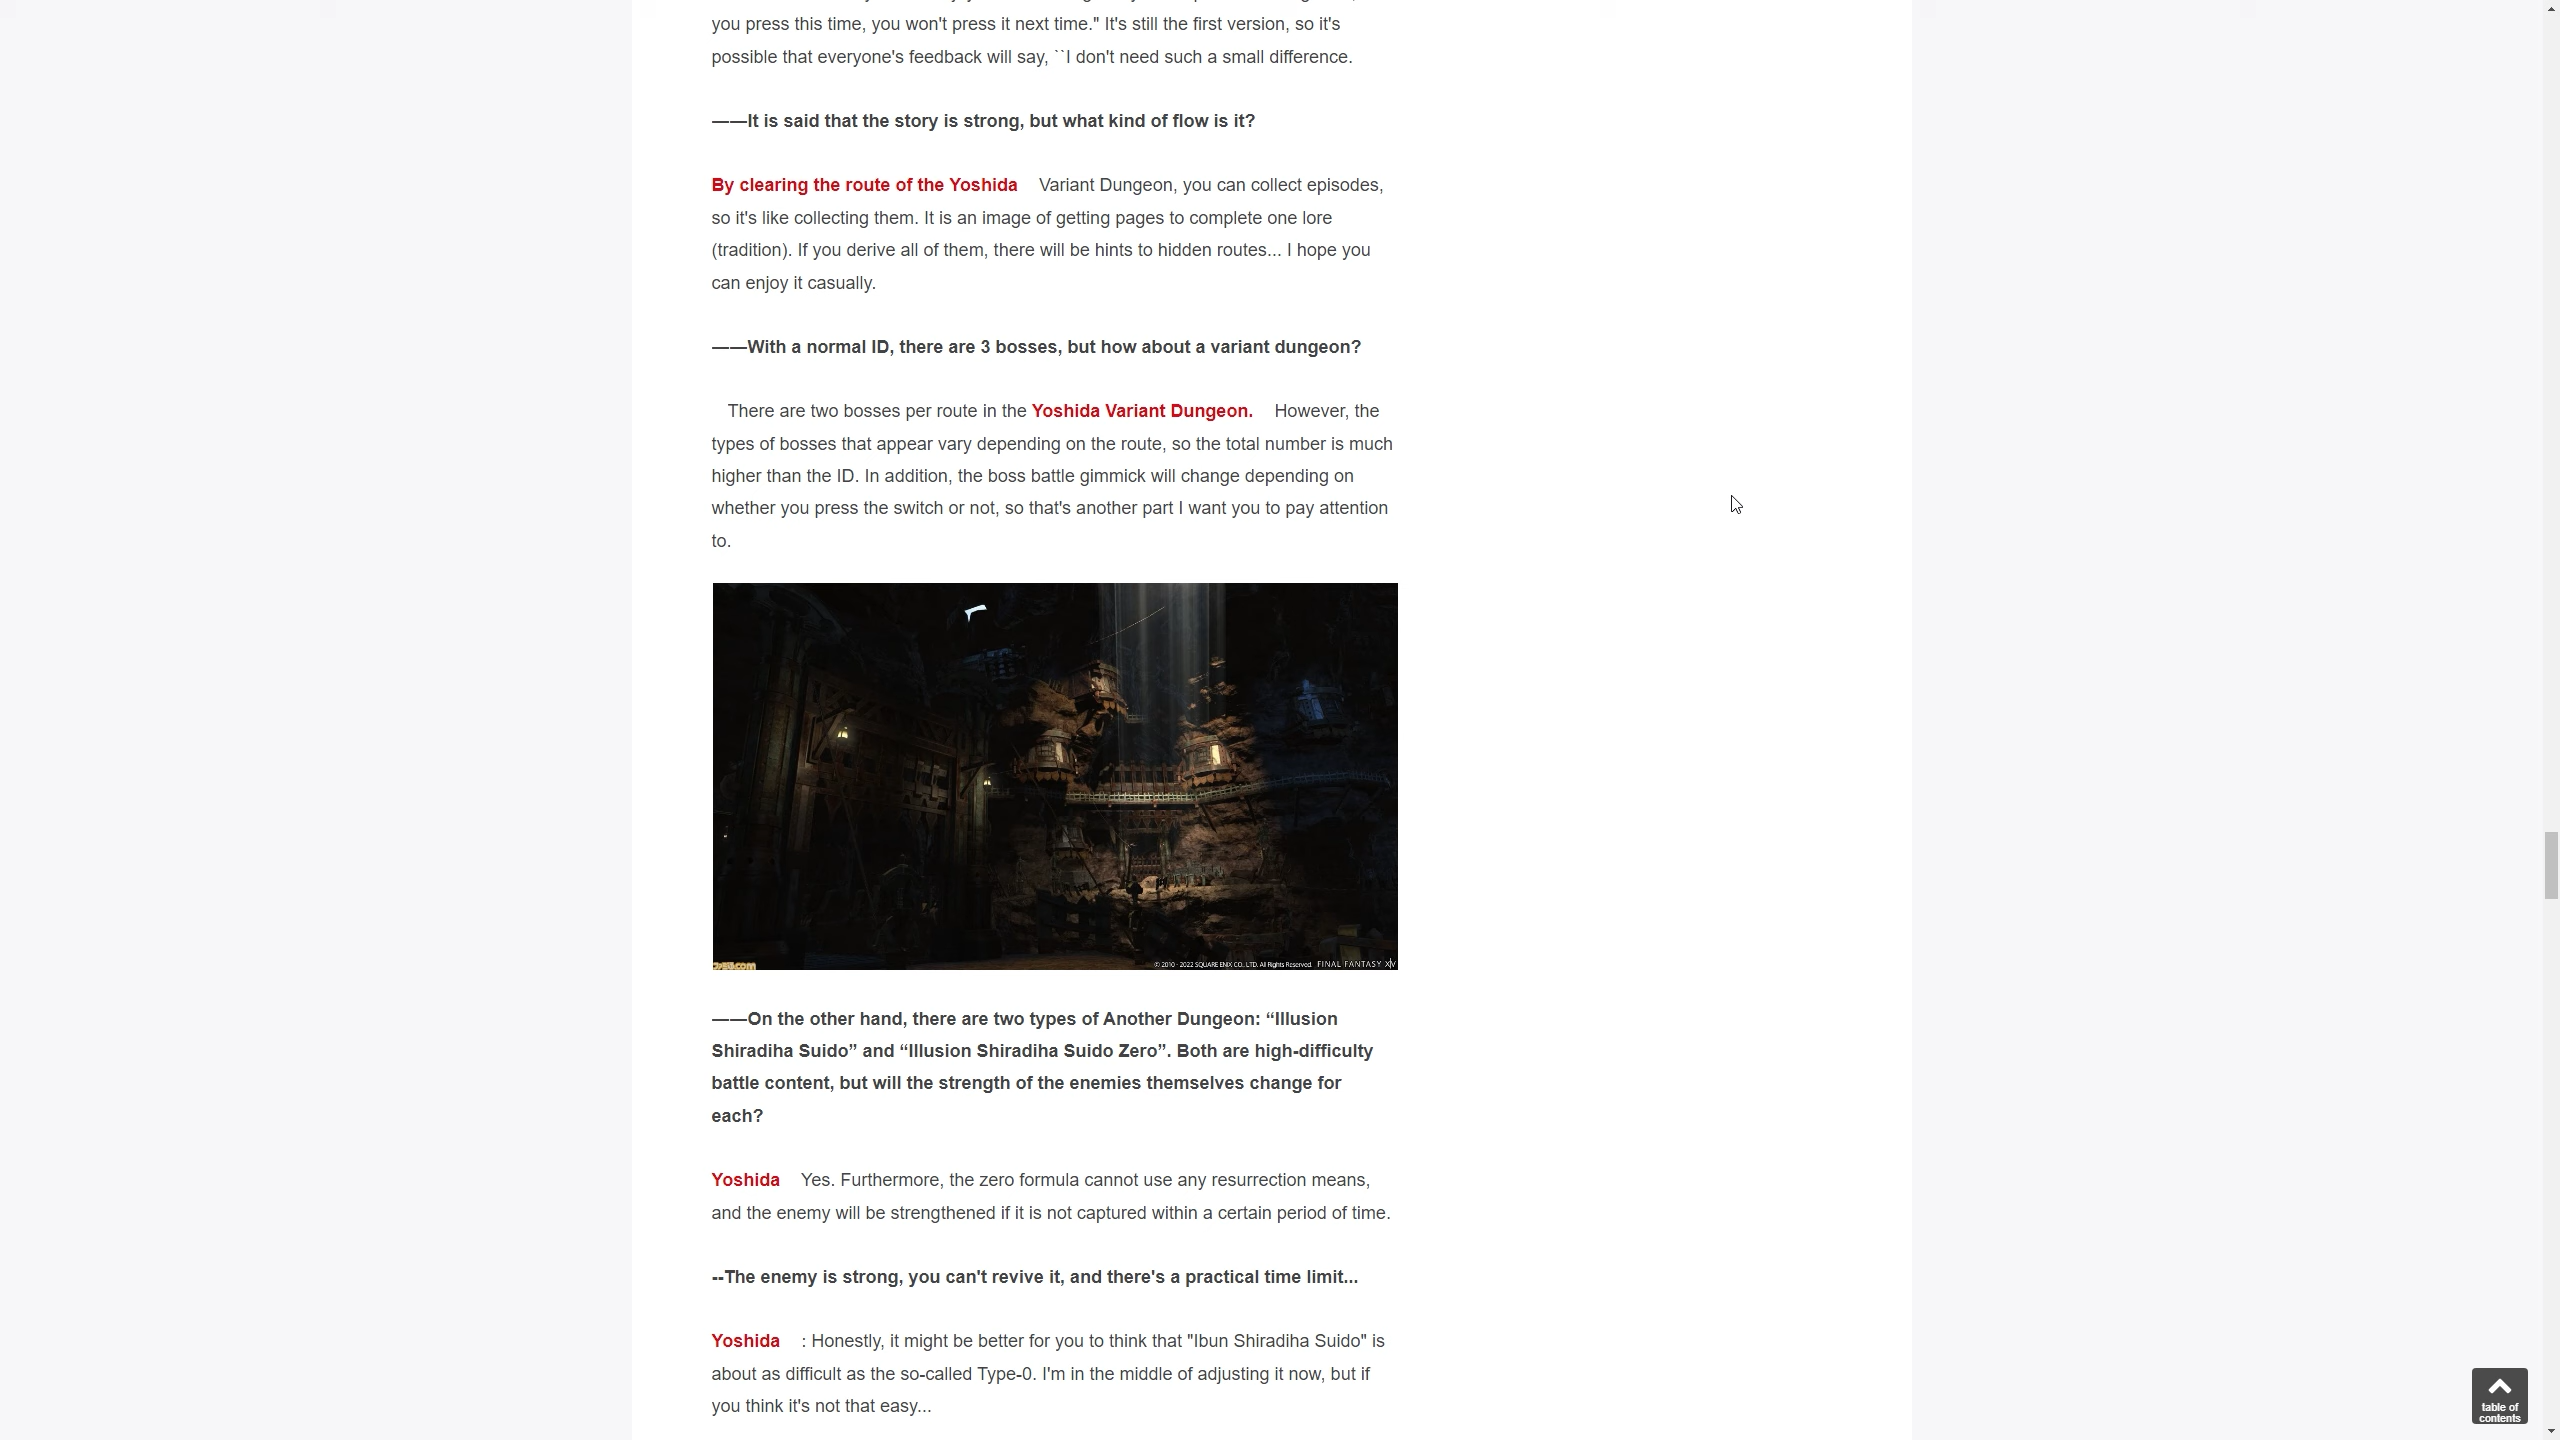 you press this time, you won't press it next time." It's still the first version, so it's
possible that everyone's feedback will say, ``I don't need such a small difference.
——It is said that the story is strong, but what kind of flow is it?
By clearing the route of the Yoshida Variant Dungeon, you can collect episodes,
so it's like collecting them. It is an image of getting pages to complete one lore
(tradition). If you derive all of them, there will be hints to hidden routes... I hope you
can enjoy it casually.
——With a normal ID, there are 3 bosses, but how about a variant dungeon?
There are two bosses per route in the Yoshida Variant Dungeon. However, the
types of bosses that appear vary depending on the route, so the total number is much
higher than the ID. In addition, the boss battle gimmick will change depending on
whether you press the switch or not, so that's another part I want you to pay attention
to.
© 2010 - 2022 SQUARE ENIX CO., LTD. All Rights Reserved. FINAL FANTASY XIV
——On the other hand, there are two types of Another Dungeon: “Illusion
Shiradiha Suido” and “Illusion Shiradiha Suido Zero”. Both are high-difficulty
battle content, but will the strength of the enemies themselves change for
each?
Yoshida Yes. Furthermore, the zero formula cannot use any resurrection means,
and the enemy will be strengthened if it is not captured within a certain period of time.
--The enemy is strong, you can't revive it, and there's a practical time limit...
Yoshida : Honestly, it might be better for you to think that "Ibun Shiradiha Suido" is
about as difficult as the so-called Type-0. I'm in the middle of adjusting it now, but if
you think it's not that easy...
table of
contents